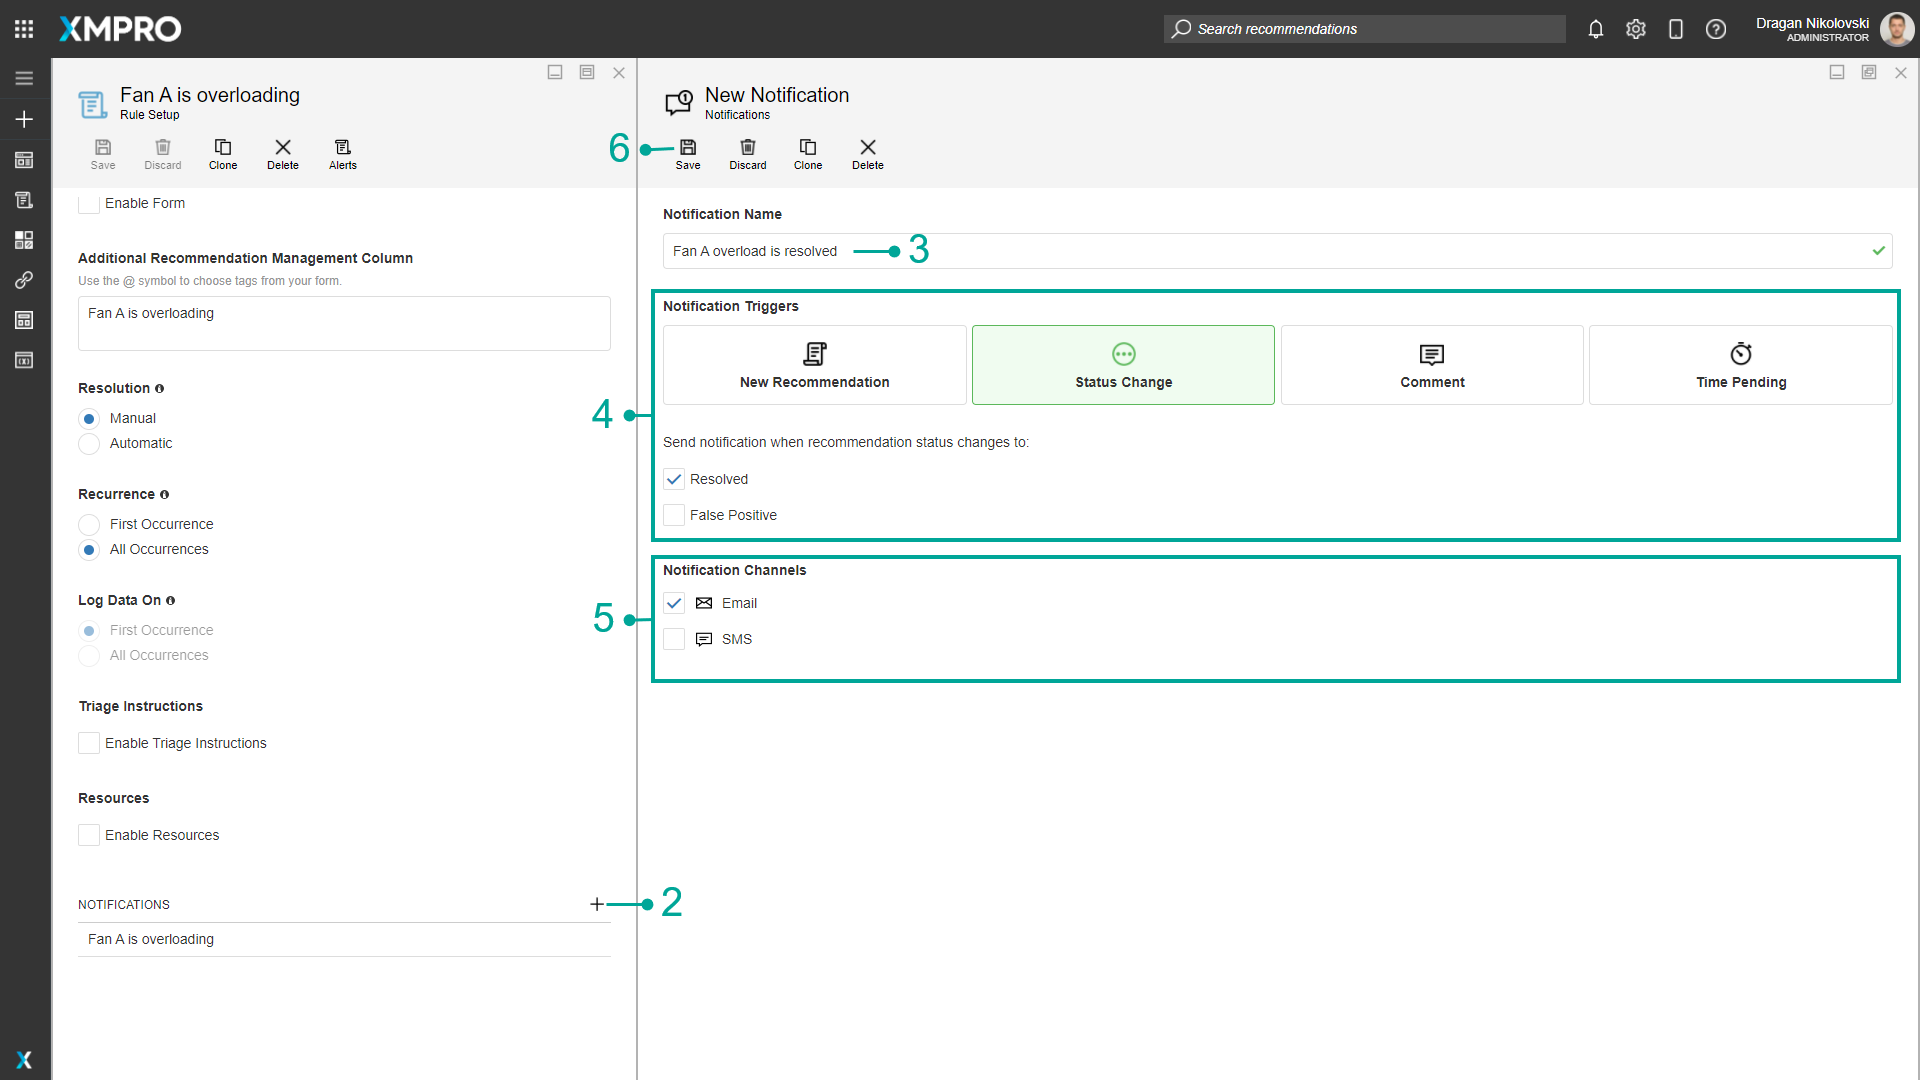 XMPRO
Search recommendations
Dragan Nikolovski
ADMINISTRATOR
Fan A is overloading
Rule Setup
Save
Discard
Clone
Delete
Alerts
Enable Form
Additional Recommendation Management Column
Use the @ symbol to choose tags from your form.
Fan A is overloading
Resolution
Manual
Automatic
Recurrence
First Occurrence
All Occurrences
Log Data On
First Occurrence
All Occurrences
Triage Instructions
Enable Triage Instructions
Resources
Enable Resources
NOTIFICATIONS
2
Fan A is overloading
New Notification
Notifications
6
Save
Discard
Clone
Delete
Notification Name
Fan A overload is resolved
3
Notification Triggers
New Recommendation
Status Change
Comment
Time Pending
4
Send notification when recommendation status changes to:
Resolved
False Positive
Notification Channels
5
Email
SMS